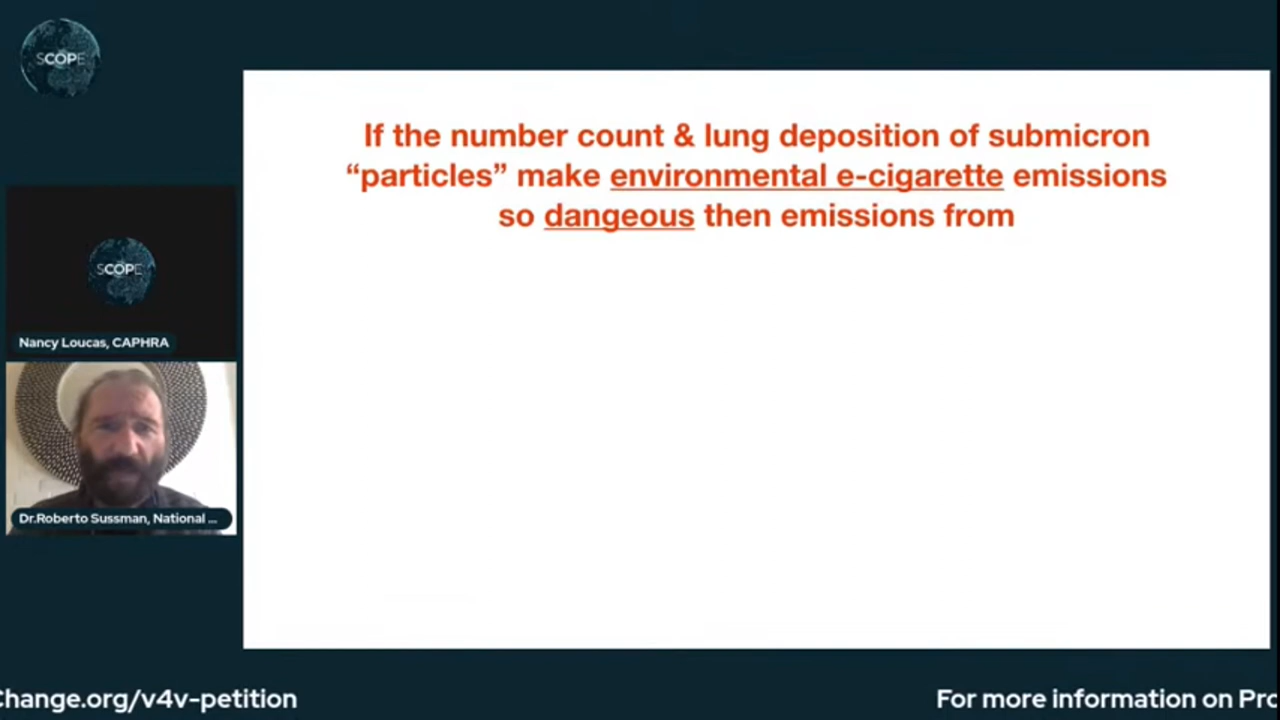 SCOPE
If the number count & lung deposition of submicron
“particles” make environmental e-cigarette emissions
so dangeous then emissions from
SCOPE
Nancy Loucas, CAPHRA
Dr.Roberto Sussman, National ...
Change.org/v4v-petition
For more information on Pro